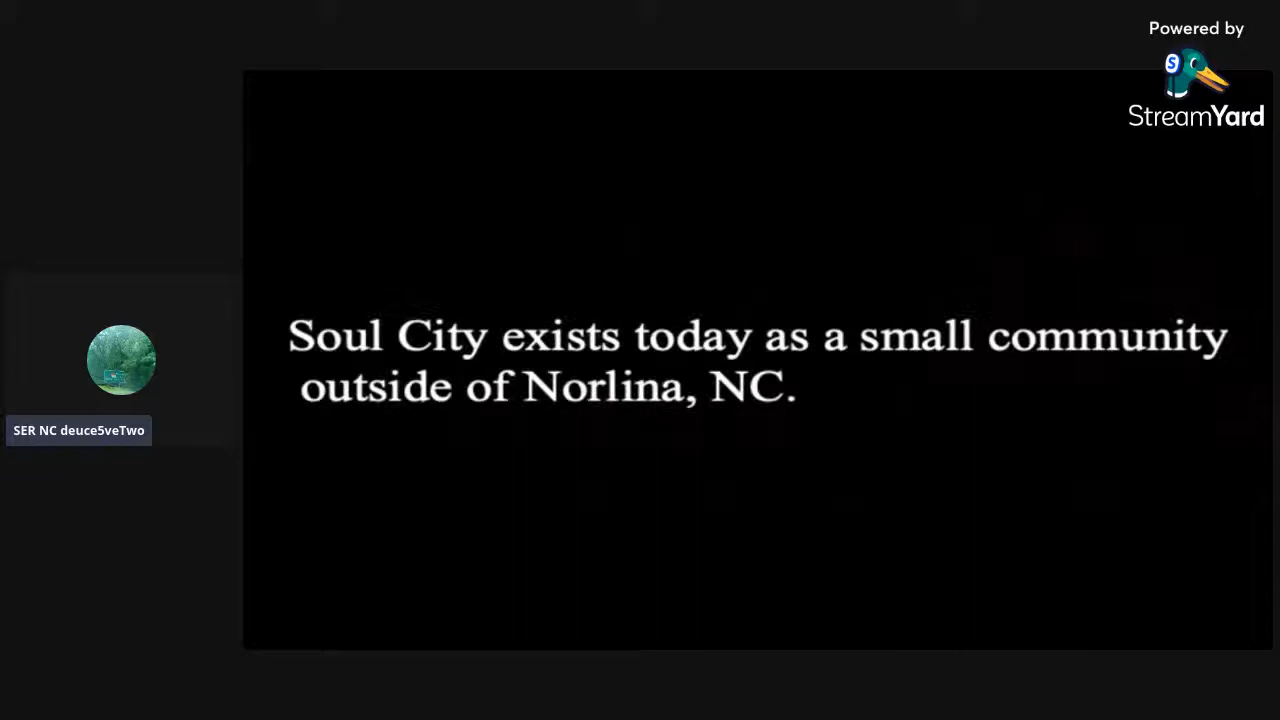 Powered by
StreamYard
Soul City exists today as a small community
outside of Norlina, NC.
SER NC deuce5veTwo